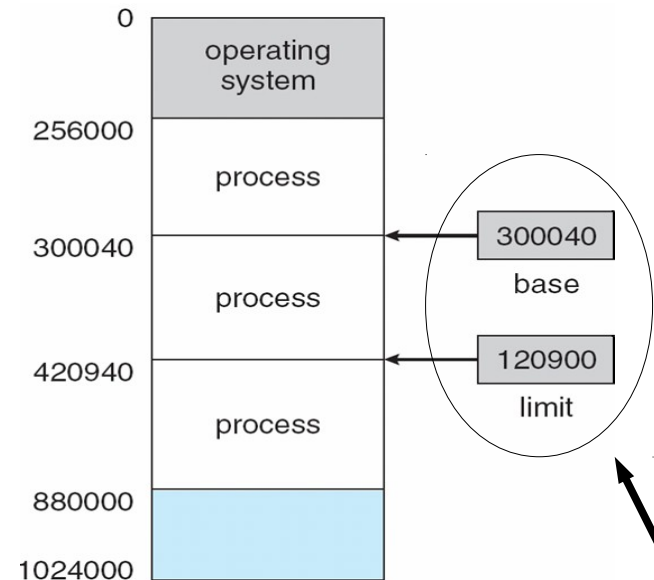 0
operating
system
256000
process
300040
base
300040
process
120900
limit
420940
process
880000
1024000